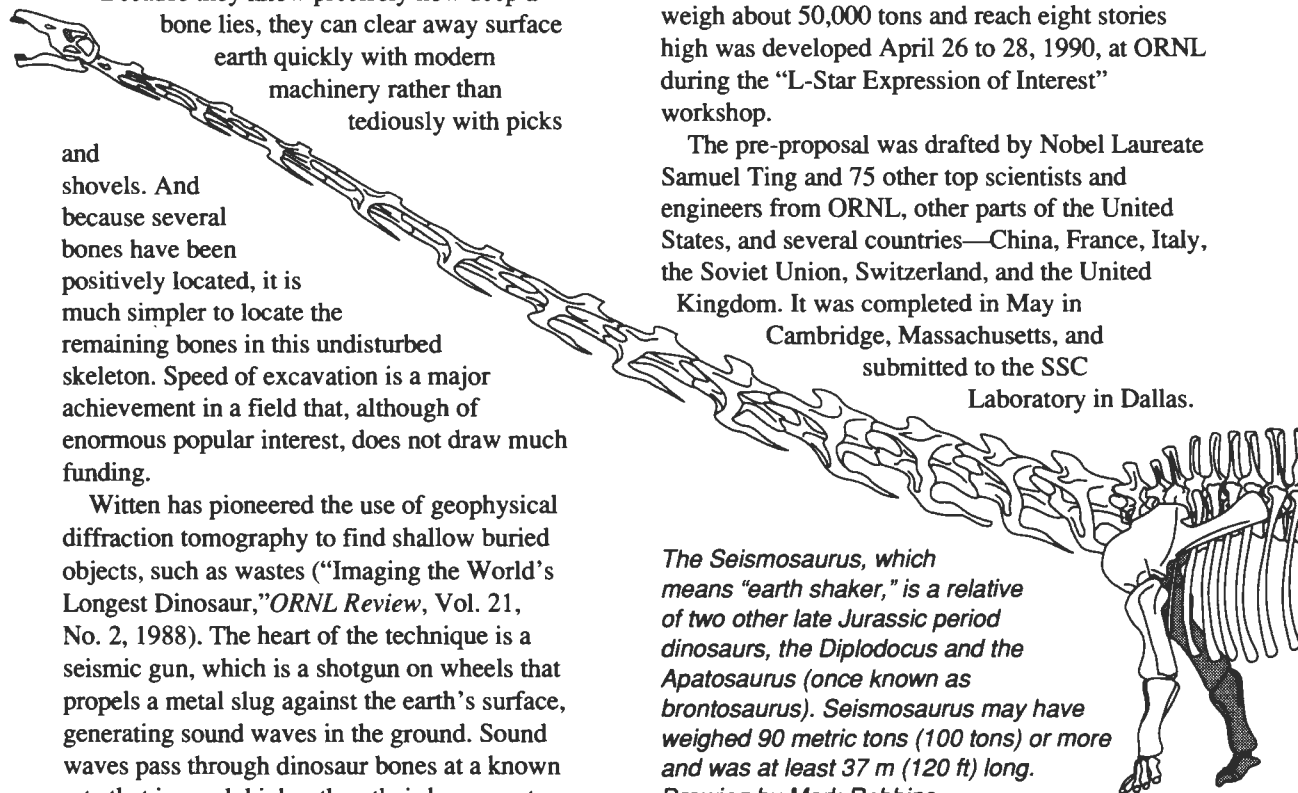 bone lies, they can clear away surface
earth quickly with modern
machinery rather than
tediously with picks
and
shovels. And
because several
bones have been
positively located, it is
much simpler to locate the
remaining bones in this undisturbed
skeleton. Speed of excavation is a major
achievement in a field that, although of
enormous popular interest, does not draw much
funding.
Witten has pioneered the use of geophysical
diffraction tomography to find shallow buried
objects, such as wastes (“Imaging the World’s
Longest Dinosaur,”ORNL Review, Vol. 21,
No. 2, 1988). The heart of the technique is a
seismic gun, which is a shotgun on wheels that
propels a metal slug against the earth’s surface,
generating sound waves in the ground. Sound
waves pass through dinosaur bones at a known
weigh about 50,000 tons and reach eight stories
high was developed April 26 to 28, 1990, at ORNL
during the “L-Star Expression of Interest”
workshop.
The pre-proposal was drafted by Nobel Laureate
Samuel Ting and 75 other top scientists and
engineers from ORNL, other parts of the United
States, and several countries—China, France, Italy,
the Soviet Union, Switzerland, and the United
Kingdom. It was completed in May in
Cambridge, Massachusetts, and
submitted to the SSC
Laboratory in Dallas.
The Seismosaurus, which
means “earth shaker,” is a relative
of two other late Jurassic period
dinosaurs, the Diplodocus and the
Apatosaurus (once known as
brontosaurus). Seismosaurus may have
weighed 90 metric tons (100 tons) or more
and was at least 37 m (120 ft) long.